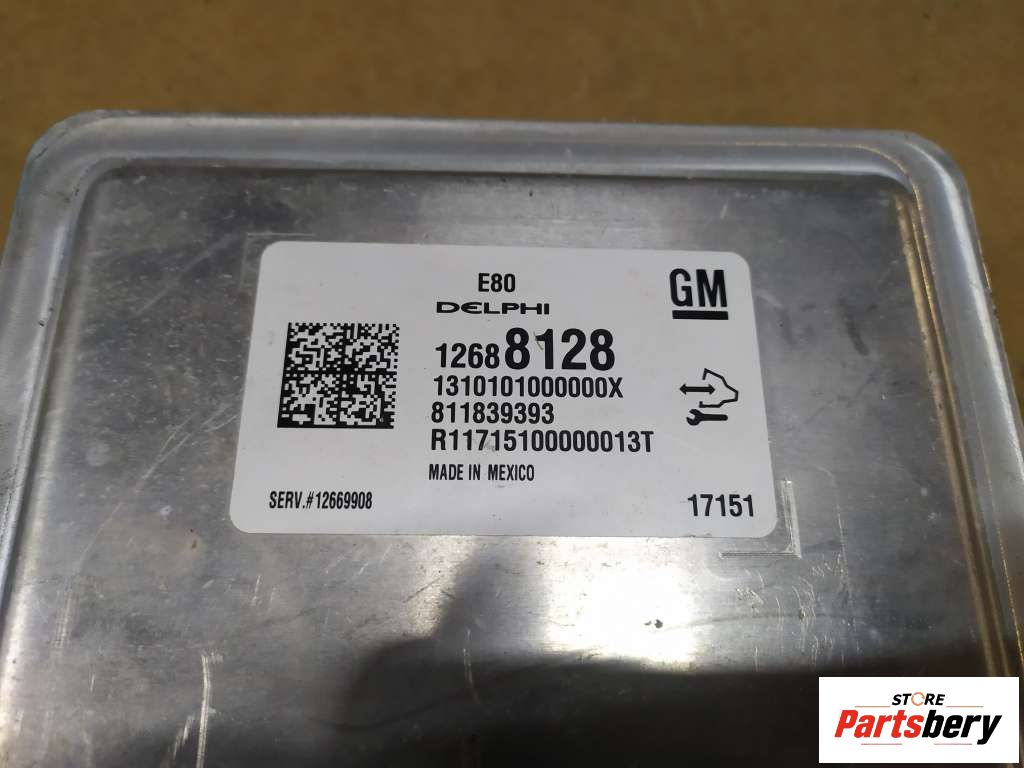 E80
DELPHI
GM
12688128
1310101000000X
811839393
R11715100000013T
MADE IN MEXICO
SERV.#12669908
17151
STORE
Partsbery